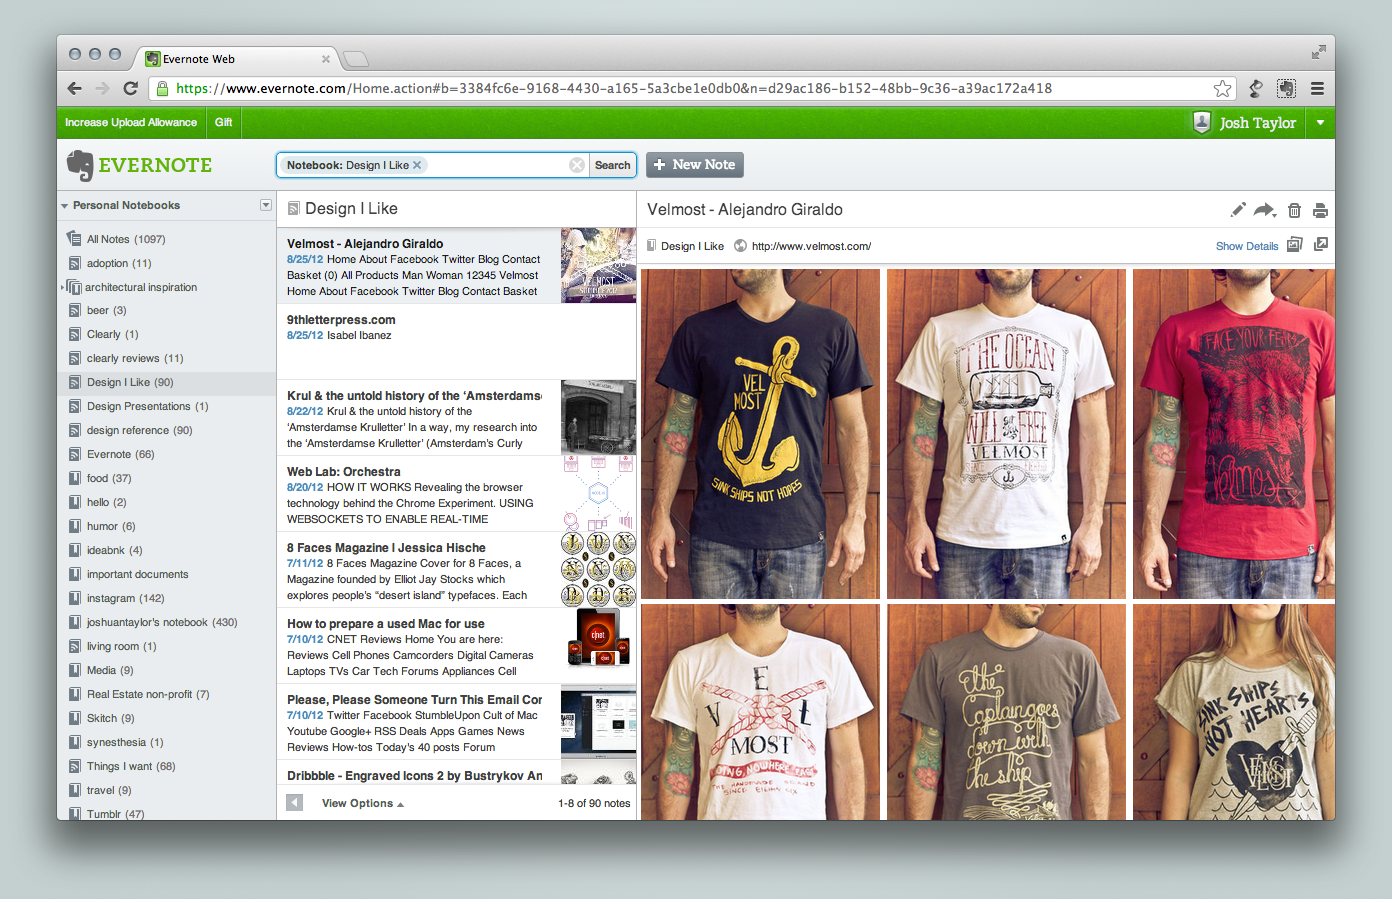 Evernote Web
https://www.evernote.com/Home.action#b=3384fc6e-9168-4430-a165-5a3cbe1e0db0&n=d29ac186-b152-48bb-9c36-a39ac172a418
Increase Upload Allowance
Gift
Josh Taylor
EVERNOTE
Notebook: Design I Like
Search
+ New Note
Personal Notebooks
All Notes (1097)
adoption (11)
architectural inspiration
beer (3)
Clearly (1)
clearly reviews (11)
Design I Like (90)
Design Presentations (1)
design reference (90)
Evernote (66)
food (37)
hello (2)
humor (6)
ideabnk (4)
important documents
instagram (142)
joshuantaylor's notebook (430)
living room (1)
Media (9)
Real Estate non-profit (7)
Skitch (9)
synesthesia (1)
Things I want (68)
travel (9)
Tumblr (47)
Design I Like
Velmost - Alejandro Giraldo
8/25/12 Home About Facebook Twitter Blog Contact
Basket (0) All Products Man Woman 12345 Velmost
Home About Facebook Twitter Blog Contact Basket
VELMOST
9thletterpress.com
8/25/12 Isabel Ibanez
Krul & the untold history of the ‘Amsterdamse
8/22/12 Krul & the untold history of the
‘Amsterdamse Krulletter’ In a way, my research into
the ‘Amsterdamse Krulletter’ (Amsterdam’s Curly
Web Lab: Orchestra
8/20/12 HOW IT WORKS Revealing the browser
technology behind the Chrome Experiment. USING
WEBSOCKETS TO ENABLE REAL-TIME
8 Faces Magazine | Jessica Hische
7/11/12 8 Faces Magazine Cover for 8 Faces, a
Magazine founded by Elliot Jay Stocks which
explores people’s “desert island” typefaces. Each
How to prepare a used Mac for use
7/10/12 CNET Reviews Home You are here:
Reviews Cell Phones Camcorders Digital Cameras
Laptops TVs Car Tech Forums Appliances Cell
cnet
Please, Please Someone Turn This Email Cor
7/10/12 Twitter Facebook StumbleUpon Cult of Mac
Youtube Google+ RSS Deals Apps Games News
Reviews How-tos Today’s 40 posts Forum
Dribbble - Engraved Icons 2 by Bustrykov An
View Options
1-8 of 90 notes
Velmost - Alejandro Giraldo
Design I Like
http://www.velmost.com/
Show Details
VEL
MOST
SINK SHIPS NOT HOPES
THE OCEAN
WILL FREE
VELMOST
FACE YOUR FEAR
Velmost
V E L T
MOST
GOING NOWHERE FAST
THE HANDMADE BRAND
the
Captain goes
down with
the ship
SINK SHIPS
NOT HEARTS